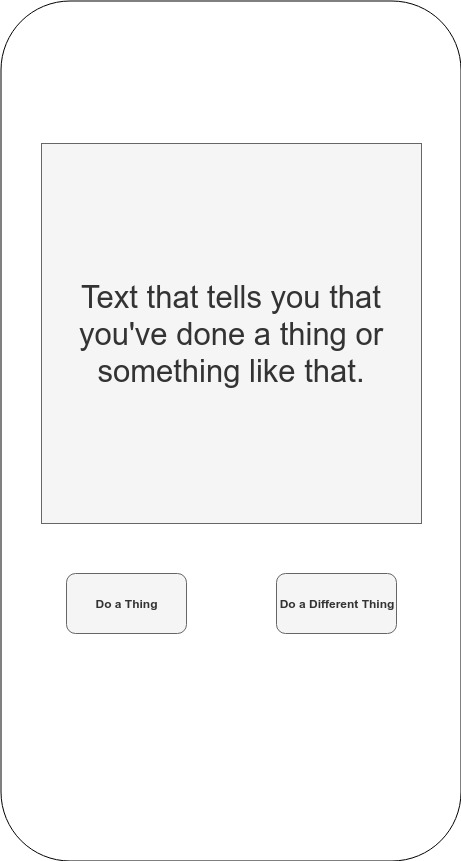 Text that tells you that
you've done a thing or
something like that.
Do a Thing
Do a Different Thing